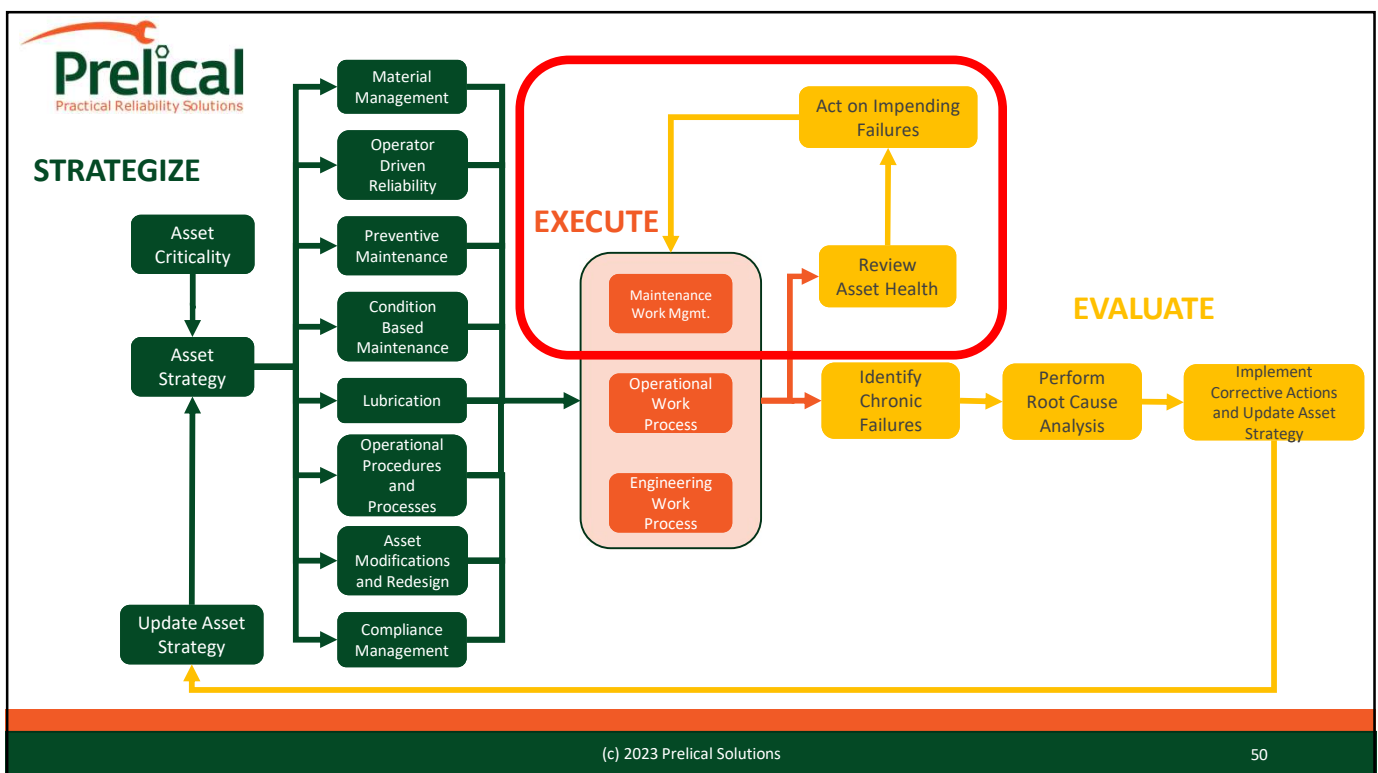 Prelical
Practical Reliability Solutions
STRATEGIZE
Asset
Criticality
Asset
Strategy
Update Asset
Strategy
Material
Management
Operator
Driven
Reliability
Preventive
Maintenance
Condition
Based
Maintenance
Lubrication
Operational
Procedures
and
Processes
Asset
Modifications
and Redesign
Compliance
Management
EXECUTE
Maintenance
Work Mgmt.
Operational
Work
Process
Engineering
Work
Process
Act on Impending
Failures
Review
Asset Health
EVALUATE
Identify
Chronic
Failures
Perform
Root Cause
Analysis
Implement
Corrective Actions
and Update Asset
Strategy
(c) 2023 Prelical Solutions
50